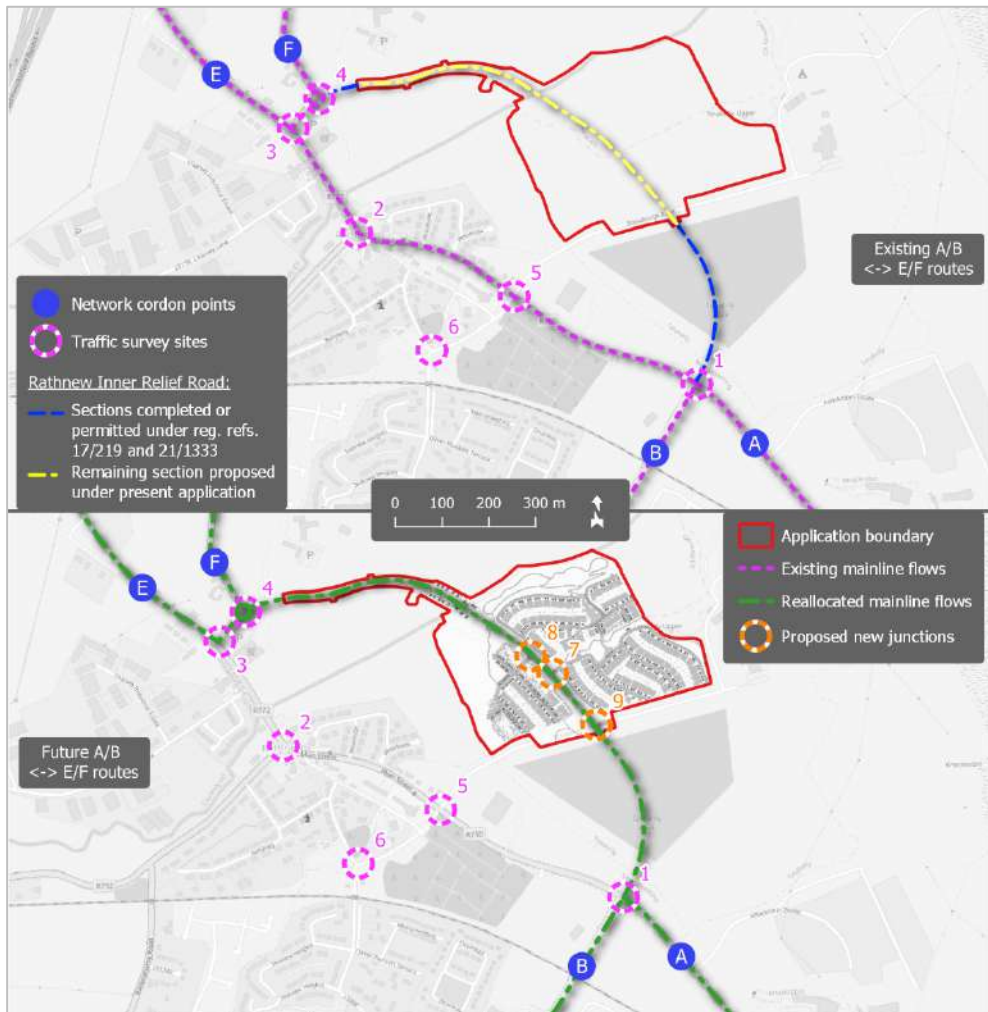 F
E
P
4
3
2
5
6
1
B
A
Existing A/B
<-> E/F routes
Network cordon points
Traffic survey sites
Rathnew Inner Relief Road:
Sections completed or
permitted under reg. refs.
17/219 and 21/1333
Remaining section proposed
under present application
0 100 200 300 m
Application boundary
Existing mainline flows
Reallocated mainline flows
Proposed new junctions
F
E
P
4
3
8
7
9
R772
2
Future A/B
<-> E/F routes
5
R750
6
R752
1
B
A